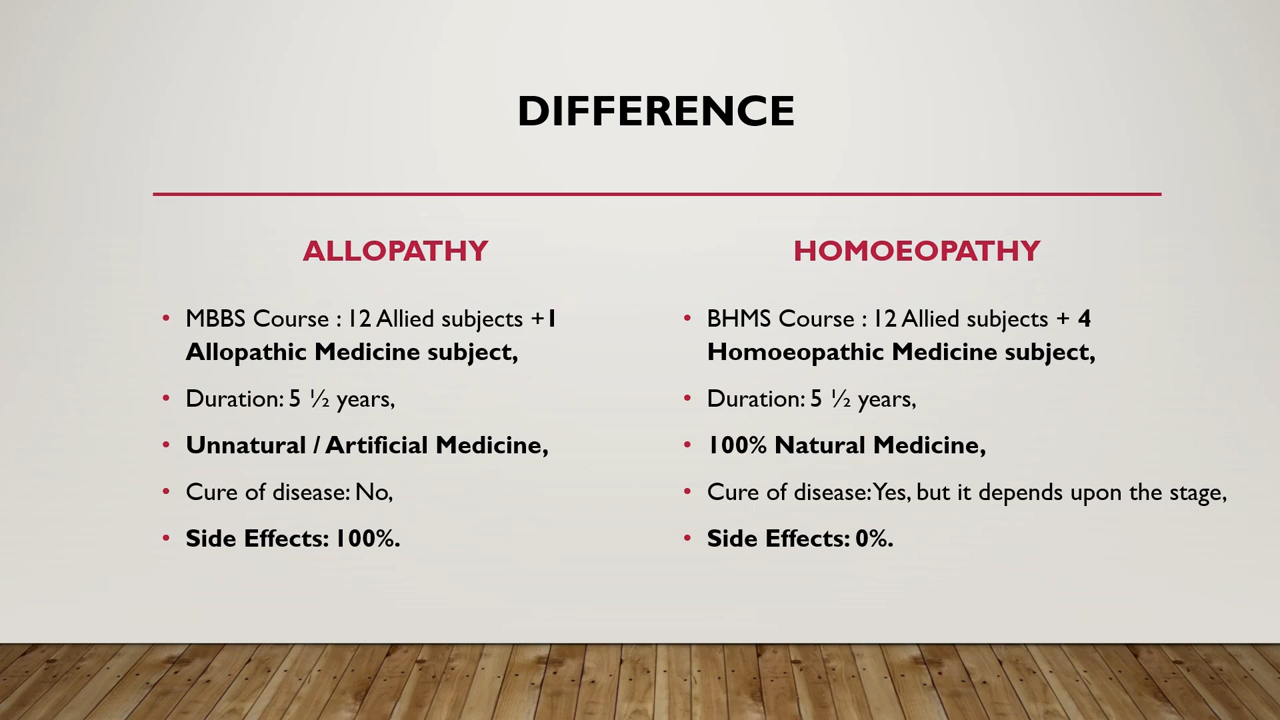 DIFFERENCE
ALLOPATHY
• MBBS Course : 12 Allied subjects +1
Allopathic Medicine subject,
• Duration: 5 ½ years,
• Unnatural / Artificial Medicine,
• Cure of disease: No,
• Side Effects: 100%.
HOMOEOPATHY
• BHMS Course : 12 Allied subjects + 4
Homoeopathic Medicine subject,
• Duration: 5 ½ years,
• 100% Natural Medicine,
• Cure of disease: Yes, but it depends upon the stage,
• Side Effects: 0%.